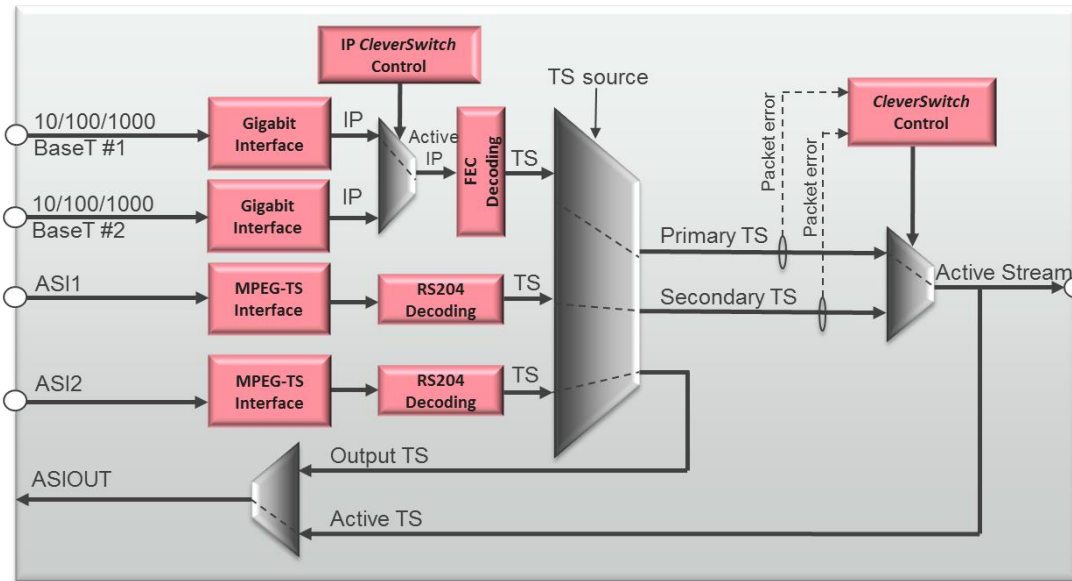 IP CleverSwitch
Control
TS source
CleverSwitch
Control
10/100/1000
BaseT #1
Gigabit
Interface
IP
Active
IP
FEC
Decoding
TS
Packet error
Packet error
10/100/1000
BaseT #2
Gigabit
Interface
IP
Primary TS
ASI1
MPEG-TS
Interface
RS204
Decoding
TS
Secondary TS
Active Stream
ASI2
MPEG-TS
Interface
RS204
Decoding
TS
Output TS
ASIOUT
Active TS